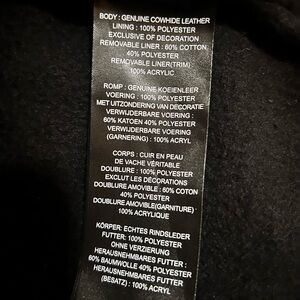 BODY : GENUINE COWHIDE LEATHER
LINING : 100% POLYESTER
EXCLUSIVE OF DECORATION
REMOVABLE LINER : 60% COTTON
40% POLYESTER
REMOVABLE LINER(TRIM)
100% ACRYLIC
ROMP : GENUINE KOEIENLEER
VOERING : 100% POLYESTER
MET UITZONDERING VAN DECORATIE
VERWIJDERBARE VOERING :
60% KATOEN 40% POLYESTER
VERWIJDERBARE VOERING
(GARNERING) : 100% ACRYL
CORPS : CUIR EN PEAU
DE VACHE VÉRITABLE
DOUBLURE : 100% POLYESTER
EXCLUT LES DÉCORATIONS
DOUBLURE AMOVIBLE : 60% COTON
40% POLYESTER
DOUBLURE AMOVIBLE(GARNITURE) :
100% ACRYLIQUE
KÖRPER: ECHTES RINDSLEDER
FUTTER: 100% POLYESTER
OHNE VERZIERUNG
HERAUSNEHMBARES FUTTER :
60% BAUMWOLLE 40% POLYESTER
HERAUSNEHMBARES FUTTER
(BESATZ) : 100% ACRYL